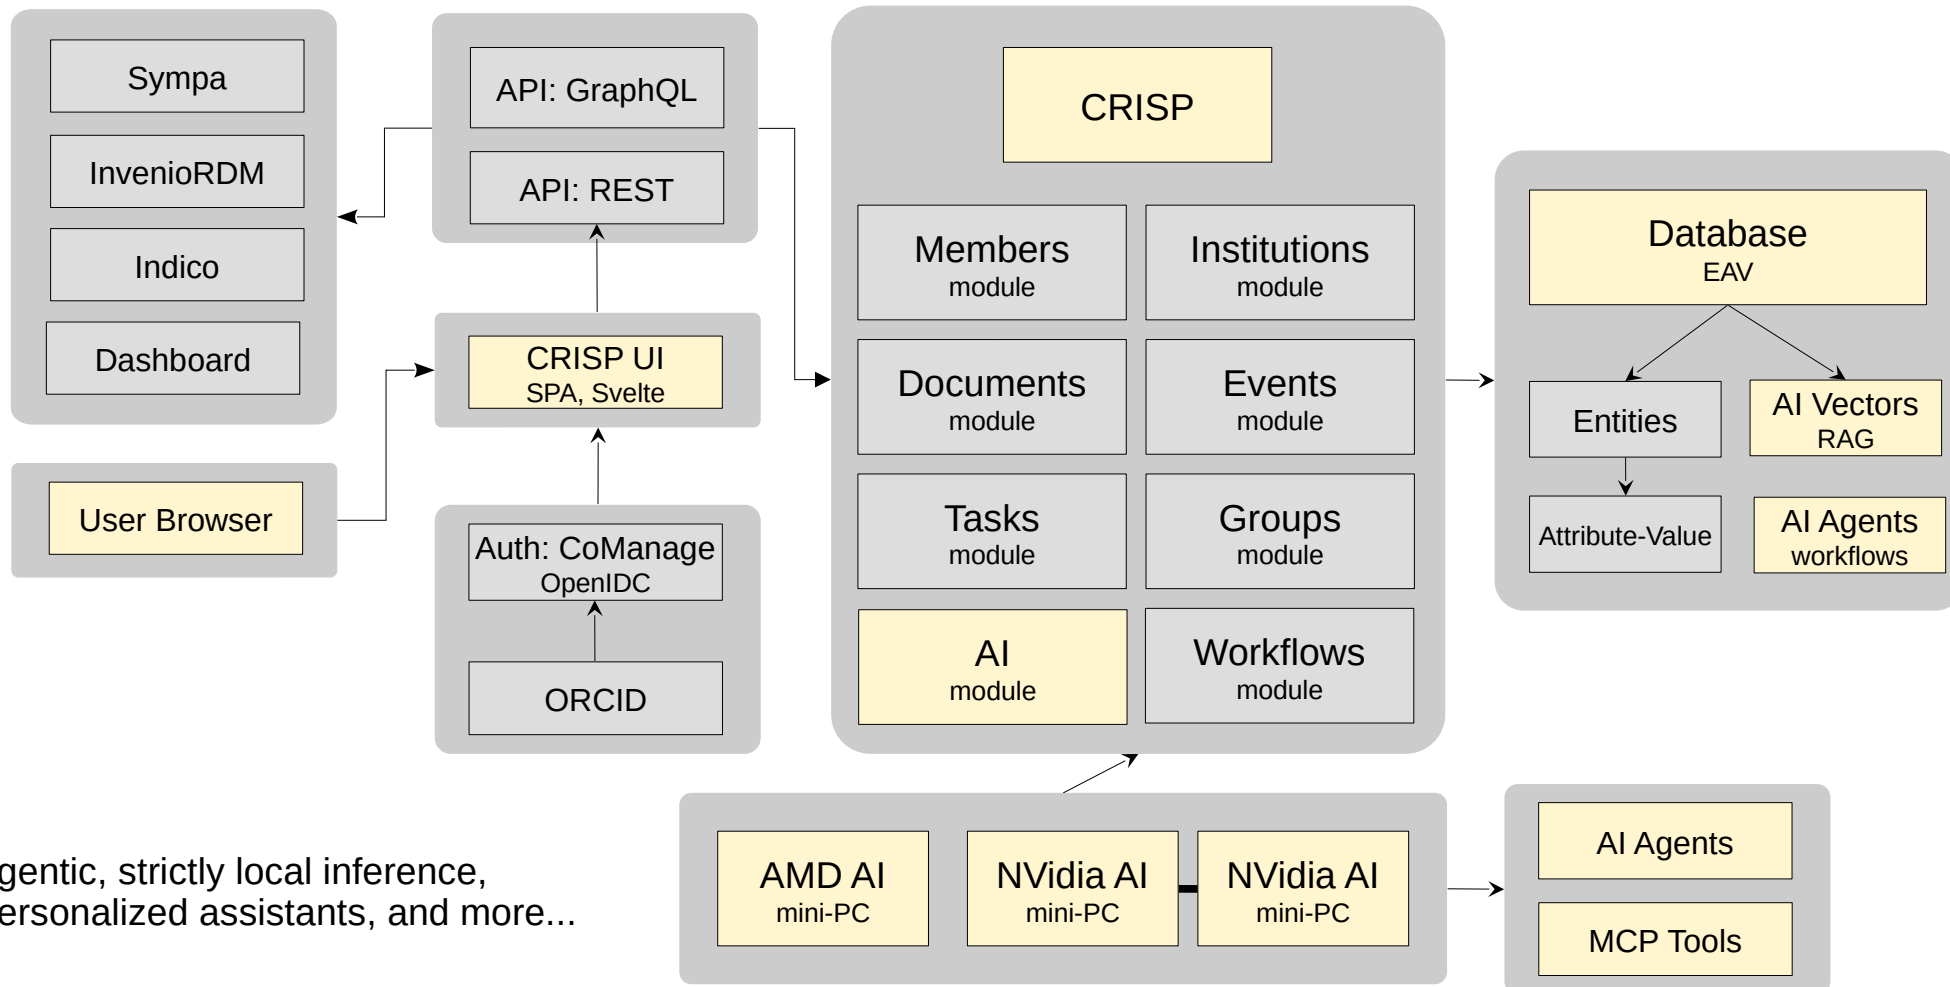 Sympa
InvenioRDM
Indico
Dashboard
User Browser
API: GraphQL
API: REST
CRISP UI
SPA, Svelte
Auth: CoManage
OpenIDC
ORCID
CRISP
Members
module
Institutions
module
Documents
module
Events
module
Tasks
module
Groups
module
AI
module
Workflows
module
Database
EAV
Entities
AI Vectors
RAG
Attribute-Value
AI Agents
workflows
gentic, strictly local inference,
ersonalized assistants, and more...
AMD AI
mini-PC
NVidia AI
mini-PC
NVidia AI
mini-PC
AI Agents
MCP Tools